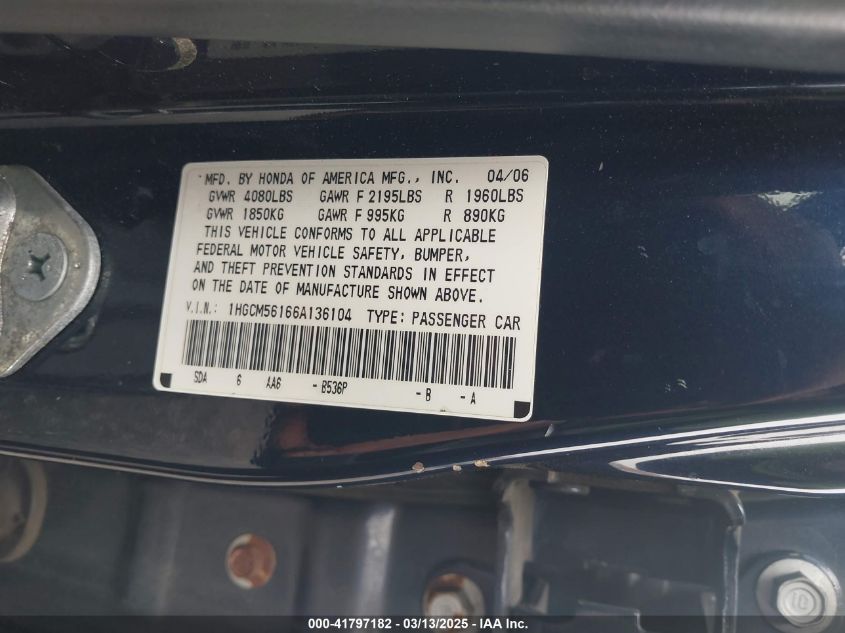 MFD. BY HONDA OF AMERICA MFG., INC. 04/06
GVWR 4080LBS GAWR F 2195LBS R 1960LBS
GVWR 1850KG GAWR F 995KG R 890KG
THIS VEHICLE CONFORMS TO ALL APPLICABLE
FEDERAL MOTOR VEHICLE SAFETY, BUMPER,
AND THEFT PREVENTION STANDARDS IN EFFECT
ON THE DATE OF MANUFACTURE SHOWN ABOVE.
V.I.N.: 1HGCM56166A136104 TYPE: PASSENGER CAR
SDA 6 AA6 - B536P - B - A
000-41797182 - 03/13/2025 - IAA Inc.